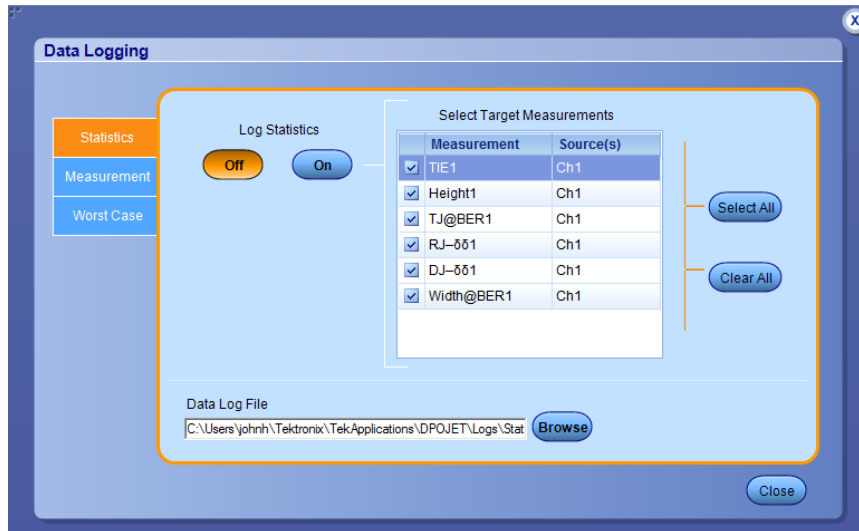 X
Data Logging
Statistics
Measurement
Worst Case
Log Statistics
Off On
Select Target Measurements
Measurement Source(s)
TIE1 Ch1
Height1 Ch1
TJ@BER1 Ch1
RJ–δδ1 Ch1
DJ–δδ1 Ch1
Width@BER1 Ch1
Select All
Clear All
Data Log File
C:\Users\johnh\Tektronix\TekApplications\DPOJET\Logs\Stat Browse
Close